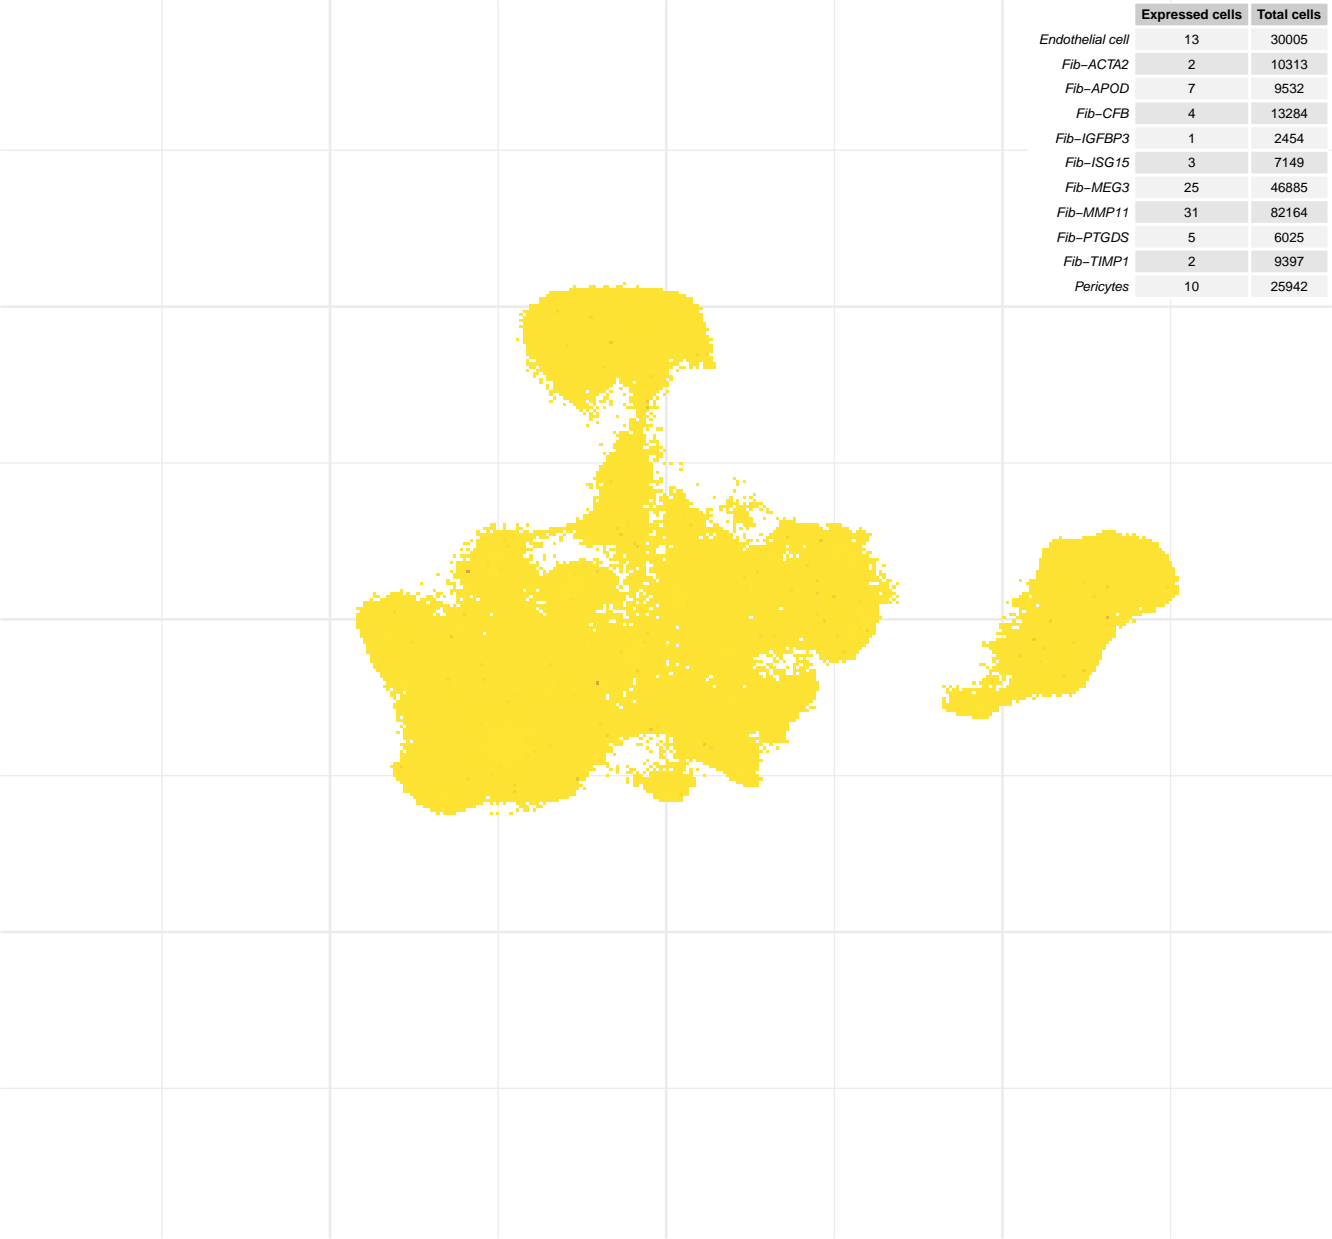 Expressed cells Total cells
Endothelial cell 13 30005
Fib−ACTA2 2 10313
Fib−APOD 7 9532
Fib−CFB 4 13284
Fib−IGFBP3 1 2454
Fib−ISG15 3 7149
Fib−MEG3 25 46885
Fib−MMP11 31 82164
Fib−PTGDS 5 6025
Fib−TIMP1 2 9397
Pericytes 10 25942